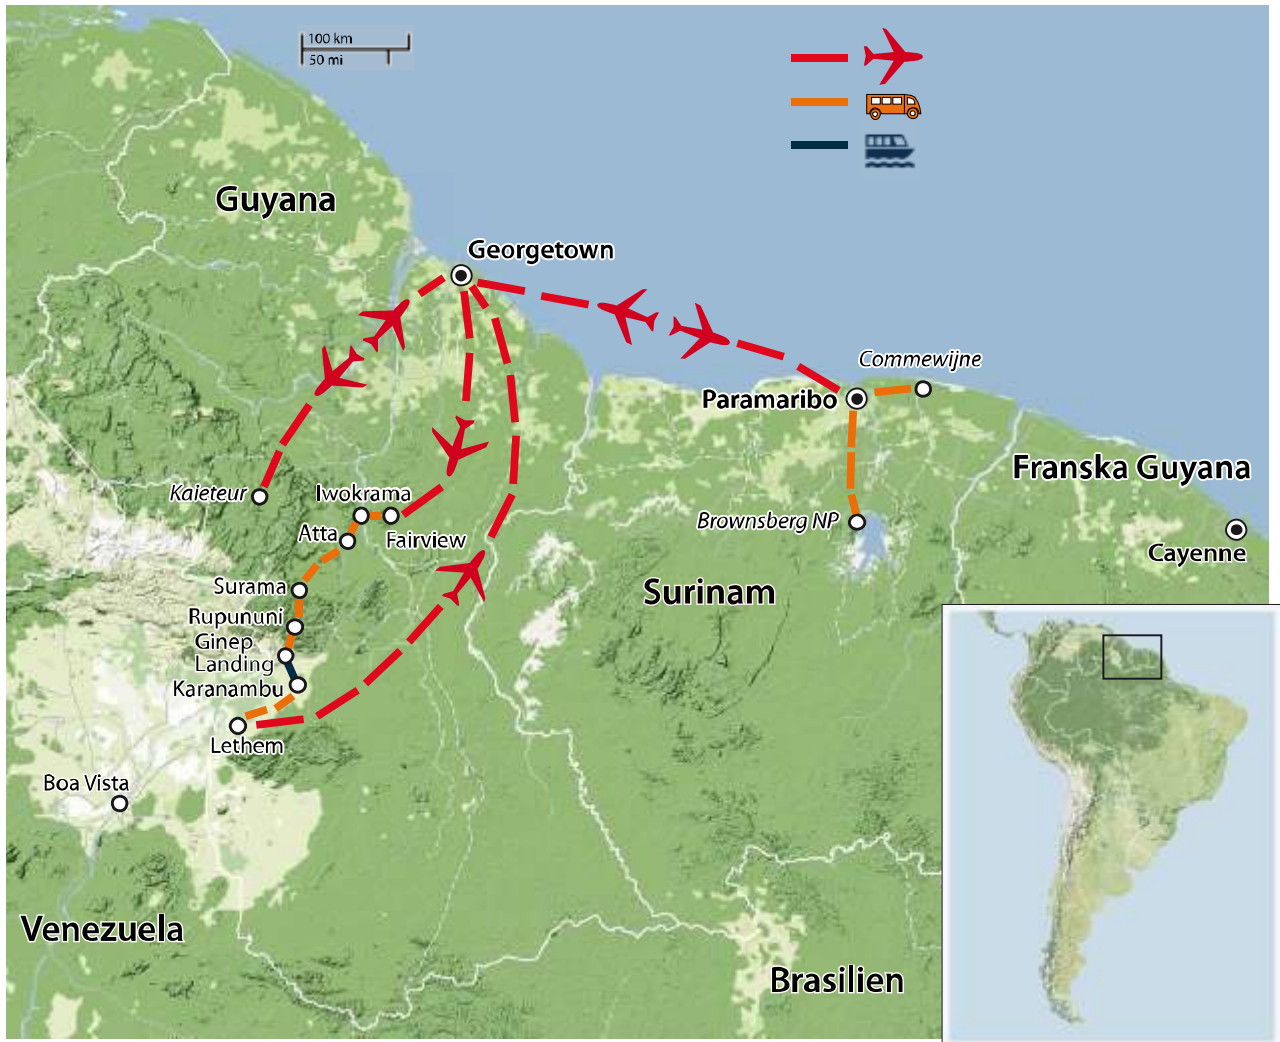 100 km
50 mi
Guyana
Georgetown
Commewijne
Paramaribo
Franska Guyana
Kaieteur
Iwokrama
Atta
Fairview
Brownsberg NP
Cayenne
Surama
Surinam
Rupununi
Ginep
Landing
Karanambu
Lethem
Boa Vista
Venezuela
Brasilien